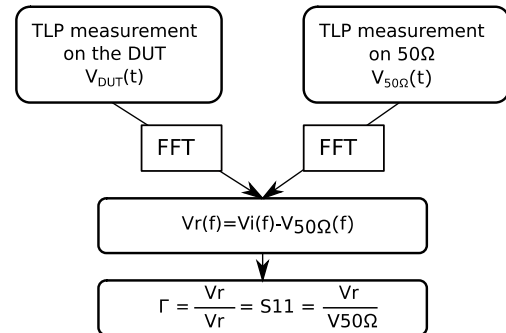 TLP measurement
on the DUT
V_DUT(t)
TLP measurement
on 50Ω
V_50Ω(t)
FFT
FFT
Vr(f)=Vi(f)-V_50Ω(f)
Γ = Vr/Vr = S11 = Vr/V50Ω